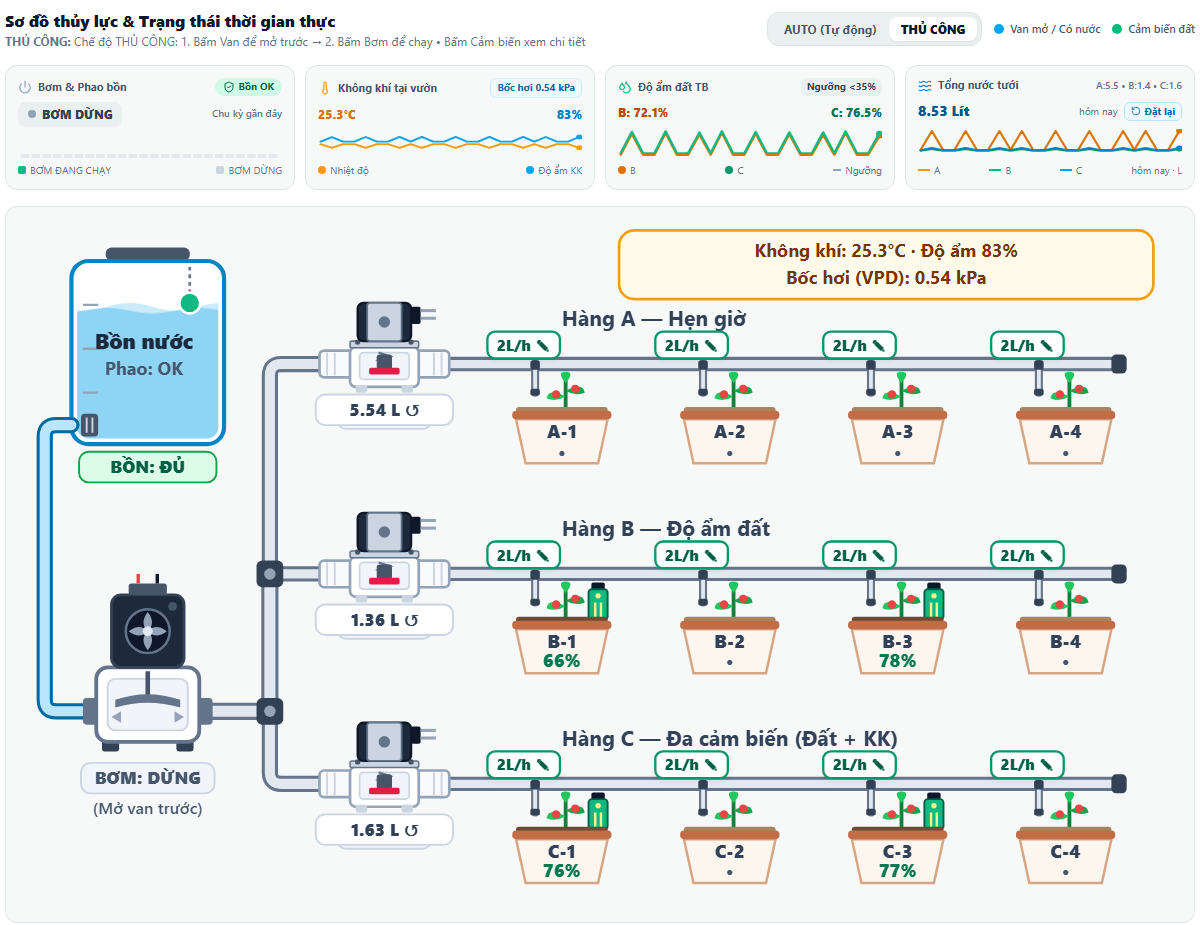 Sơ đồ thủy lực & Trạng thái thời gian thực
THỦ CÔNG: Chế độ THỦ CÔNG: 1. Bấm Van để mở trước → 2. Bấm Bơm để chạy • Bấm Cảm biến xem chi tiết
AUTO (Tự động)
THỦ CÔNG
Van mở / Có nước
Cảm biến đất
Bơm & Phao bồn
Bồn OK
BƠM DỪNG
Chu kỳ gần đây
BƠM ĐANG CHẠY
BƠM DỪNG
Không khí tại vườn
Bốc hơi 0.54 kPa
25.3°C
83%
Nhiệt độ
Độ ẩm KK
Độ ẩm đất TB
Ngưỡng <35%
B: 72.1%
C: 76.5%
B
C
Ngưỡng
Tổng nước tưới
A:5.5 • B:1.4 • C:1.6
8.53 Lít
hôm nay
Đặt lại
A
B
C
hôm nay · L
Không khí: 25.3°C · Độ ẩm 83%
Bốc hơi (VPD): 0.54 kPa
Bồn nước
Phao: OK
BỒN: ĐỦ
BƠM: DỪNG
(Mở van trước)
Hàng A — Hẹn giờ
2L/h
2L/h
2L/h
2L/h
5.54 L ↺
A-1
A-2
A-3
A-4
Hàng B — Độ ẩm đất
2L/h
2L/h
2L/h
2L/h
1.36 L ↺
B-1
66%
B-2
B-3
78%
B-4
Hàng C — Đa cảm biến (Đất + KK)
2L/h
2L/h
2L/h
2L/h
1.63 L ↺
C-1
76%
C-2
C-3
77%
C-4